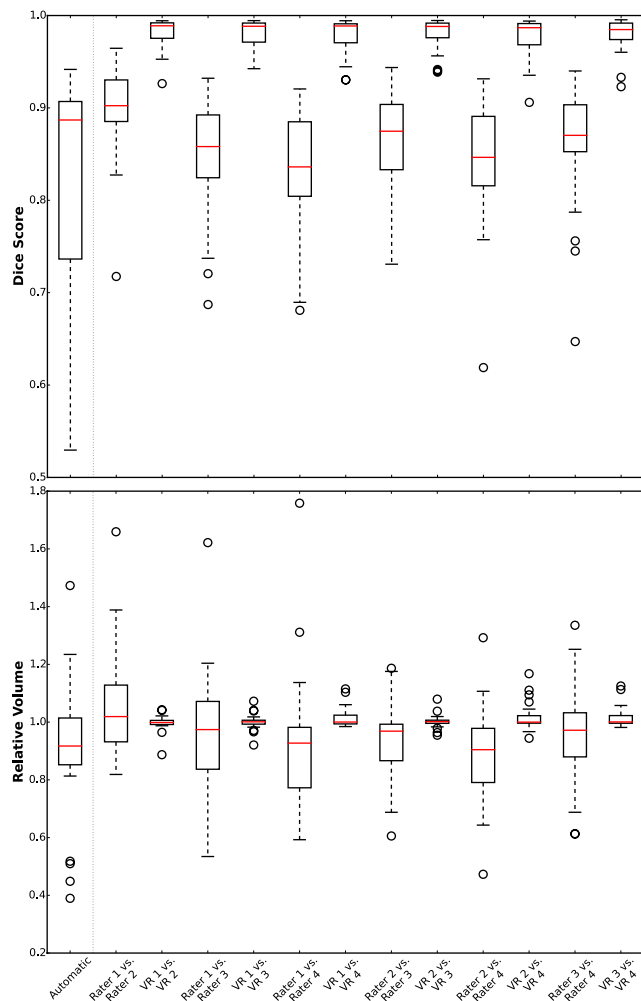 1.0
0.9
0.8
0.7
0.6
0.5
Dice Score
1.8
1.6
1.4
1.2
1.0
0.8
0.6
0.4
0.2
Relative Volume
Automatic
Rater 1 vs.
Rater 2
VR 1 vs.
VR 2
Rater 1 vs.
Rater 3
VR 1 vs.
VR 3
Rater 1 vs.
Rater 4
VR 1 vs.
VR 4
Rater 2 vs.
Rater 3
VR 2 vs.
VR 3
Rater 2 vs.
Rater 4
VR 2 vs.
VR 4
Rater 3 vs.
Rater 4
VR 3 vs.
VR 4